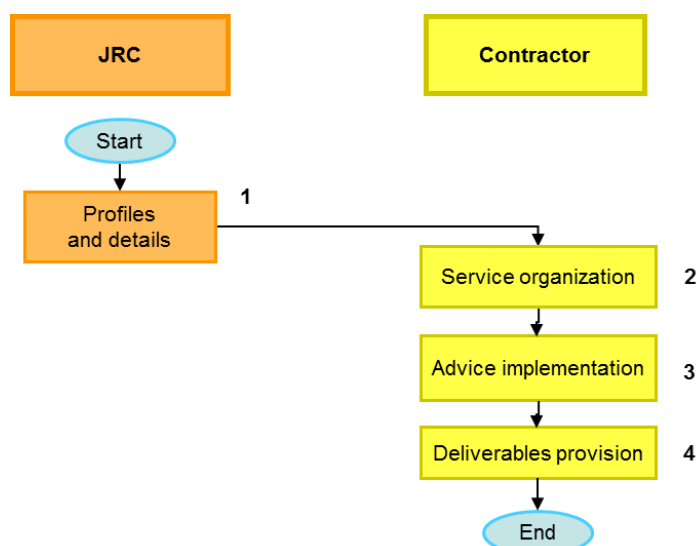 JRC
Contractor
Start
Profiles
and details
1
Service organization
2
Advice implementation
3
Deliverables provision
4
End